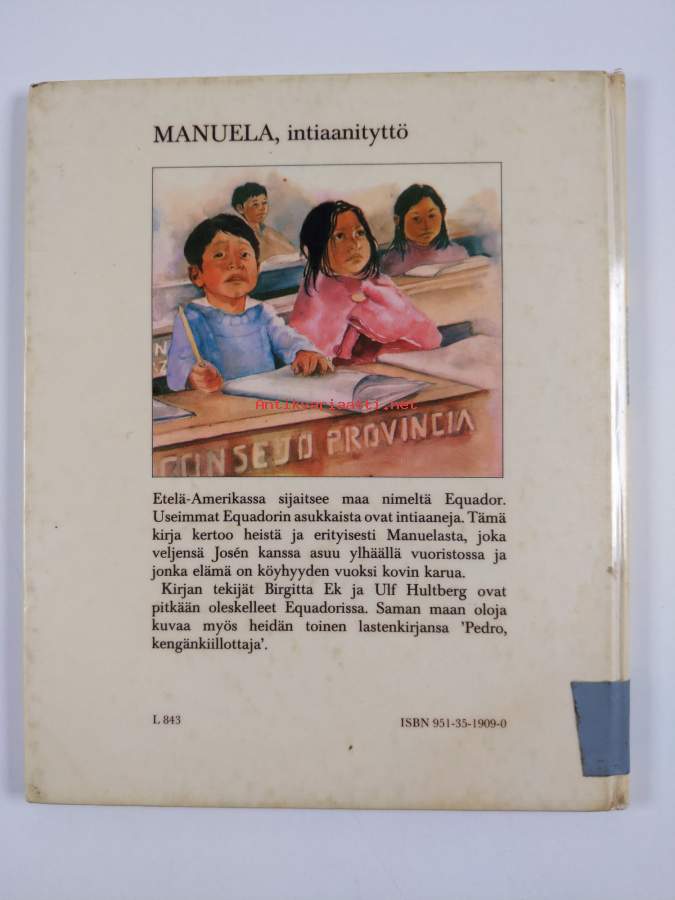 MANUELA, intiaanityttö
N
Z
Antikvariaatti.net
CONSEJO PROVINCIA
Etelä-Amerikassa sijaitsee maa nimeltä Equador.
Useimmat Equadorin asukkaista ovat intiaaneja. Tämä
kirja kertoo heistä ja erityisesti Manuelasta, joka
veljensä Josén kanssa asuu ylhäällä vuoristossa ja
jonka elämä on köyhyyden vuoksi kovin karua.
Kirjan tekijät Birgitta Ek ja Ulf Hultberg ovat
pitkään oleskelleet Equadorissa. Saman maan oloja
kuvaa myös heidän toinen lastenkirjansa 'Pedro,
kengänkiillottaja'.
L 843
ISBN 951-35-1909-0